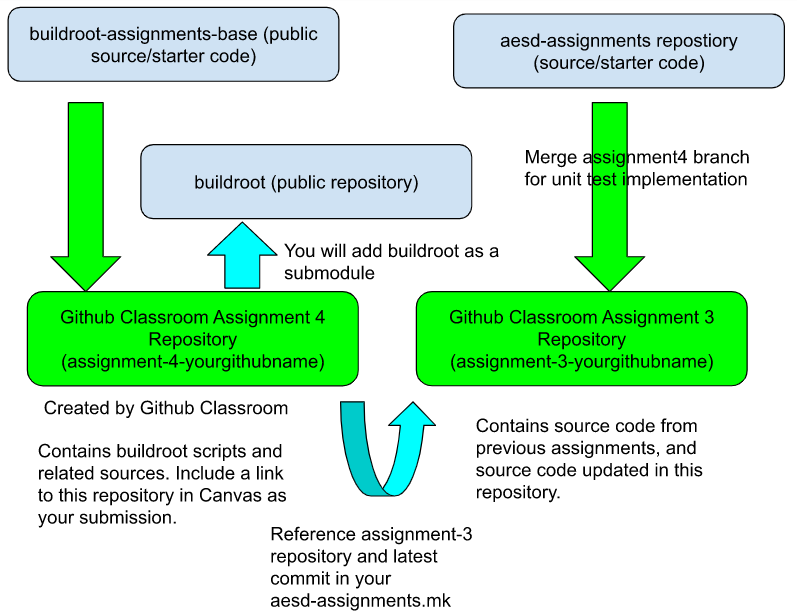 buildroot-assignments-base (public
source/starter code)
aesd-assignments repostiory
(source/starter code)
Merge assignment4 branch
for unit test implementation
buildroot (public repository)
You will add buildroot as a
submodule
Github Classroom Assignment 4
Repository
(assignment-4-yourgithubname)
Github Classroom Assignment 3
Repository
(assignment-3-yourgithubname)
Created by Github Classroom
Contains buildroot scripts and
related sources. Include a link
to this repository in Canvas as
your submission.
Contains source code from
previous assignments, and
source code updated in this
repository.
Reference assignment-3
repository and latest
commit in your
aesd-assignments.mk